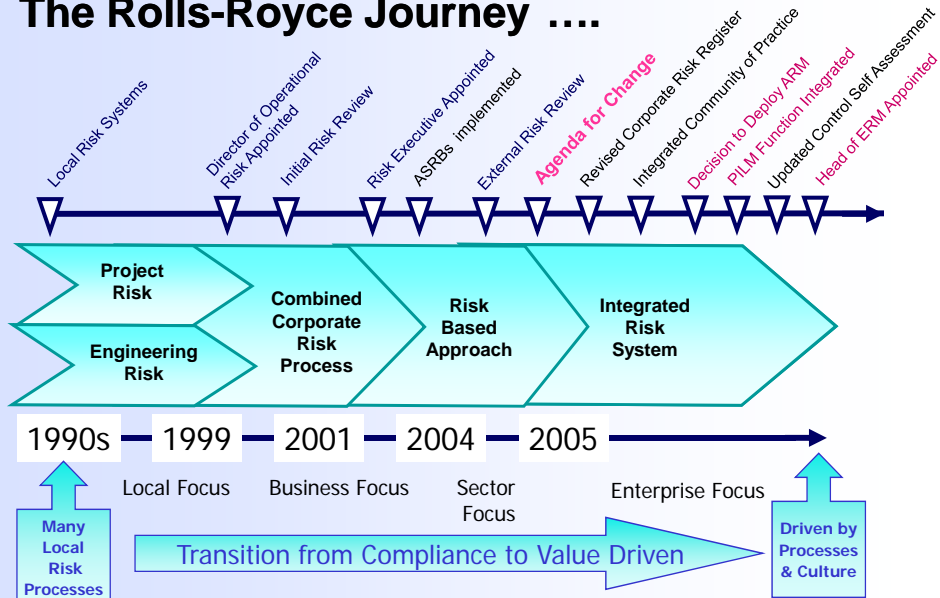 The Rolls-Royce Journey ....
Local Risk Systems
Director of Operational
Risk Appointed
Initial Risk Review
Risk Executive Appointed
ASRBs implemented
External Risk Review
Agenda for Change
Revised Corporate Risk Register
Integrated Community of Practice
Decision to Deploy ARM
PILM Function Integrated
Updated Control Self Assessment
Head of ERM Appointed
Project
Risk
Engineering
Risk
Combined
Corporate
Risk
Process
Risk
Based
Approach
Integrated
Risk
System
1990s
1999
2001
2004
2005
Local Focus
Business Focus
Sector
Focus
Enterprise Focus
Many
Local
Risk
Processes
Transition from Compliance to Value Driven
Driven by
Processes
& Culture